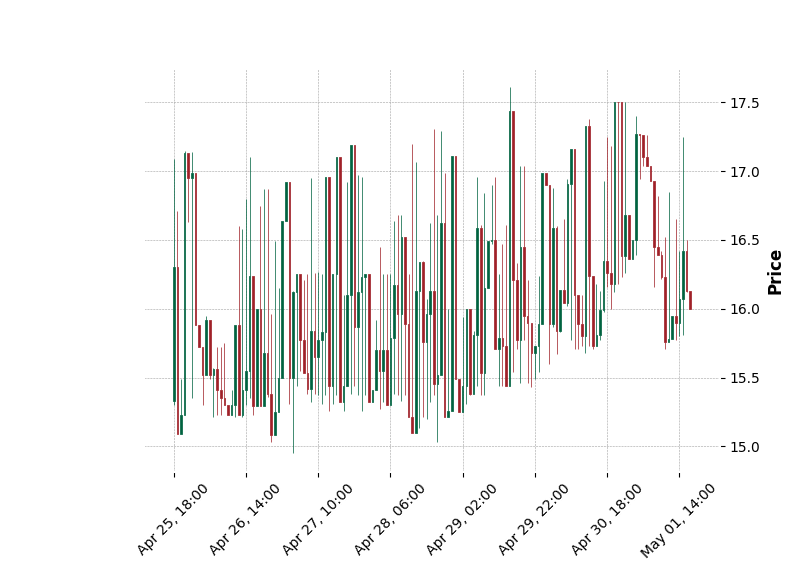 17.5
17.0
16.5
16.0
15.5
15.0
Price
Apr 25, 18:00
Apr 26, 14:00
Apr 27, 10:00
Apr 28, 06:00
Apr 29, 02:00
Apr 29, 22:00
Apr 30, 18:00
May 01, 14:00